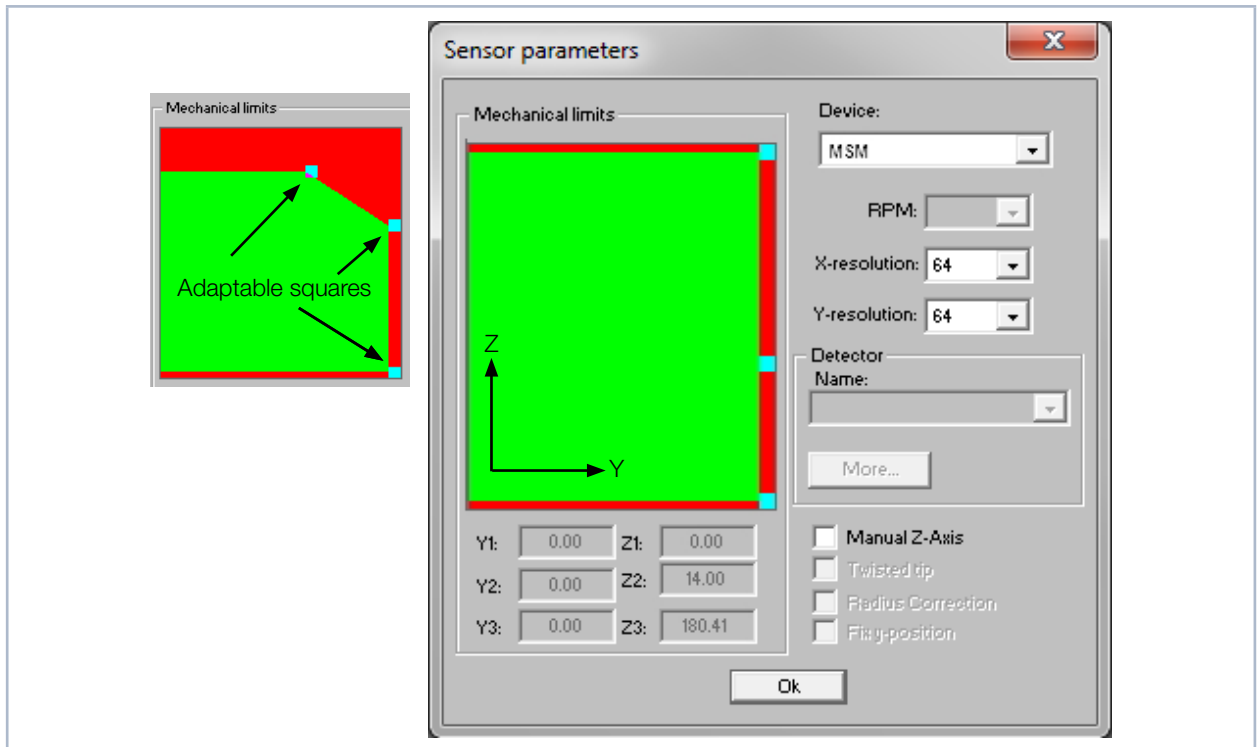 Mechanical limits
Adaptable squares
Sensor parameters
Mechanical limits
Z
Y
Y1: 0.00 Z1: 0.00
Y2: 0.00 Z2: 14.00
Y3: 0.00 Z3: 180.41
Device:
MSM
RPM:
X-resolution: 64
Y-resolution: 64
Detector
Name:
More...
Manual Z-Axis
Twisted tip
Radius Correction
Fix y-position
Ok